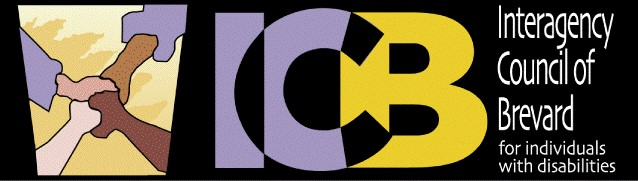 ICB
Interagency
Council of
Brevard
for individuals
with disabilities